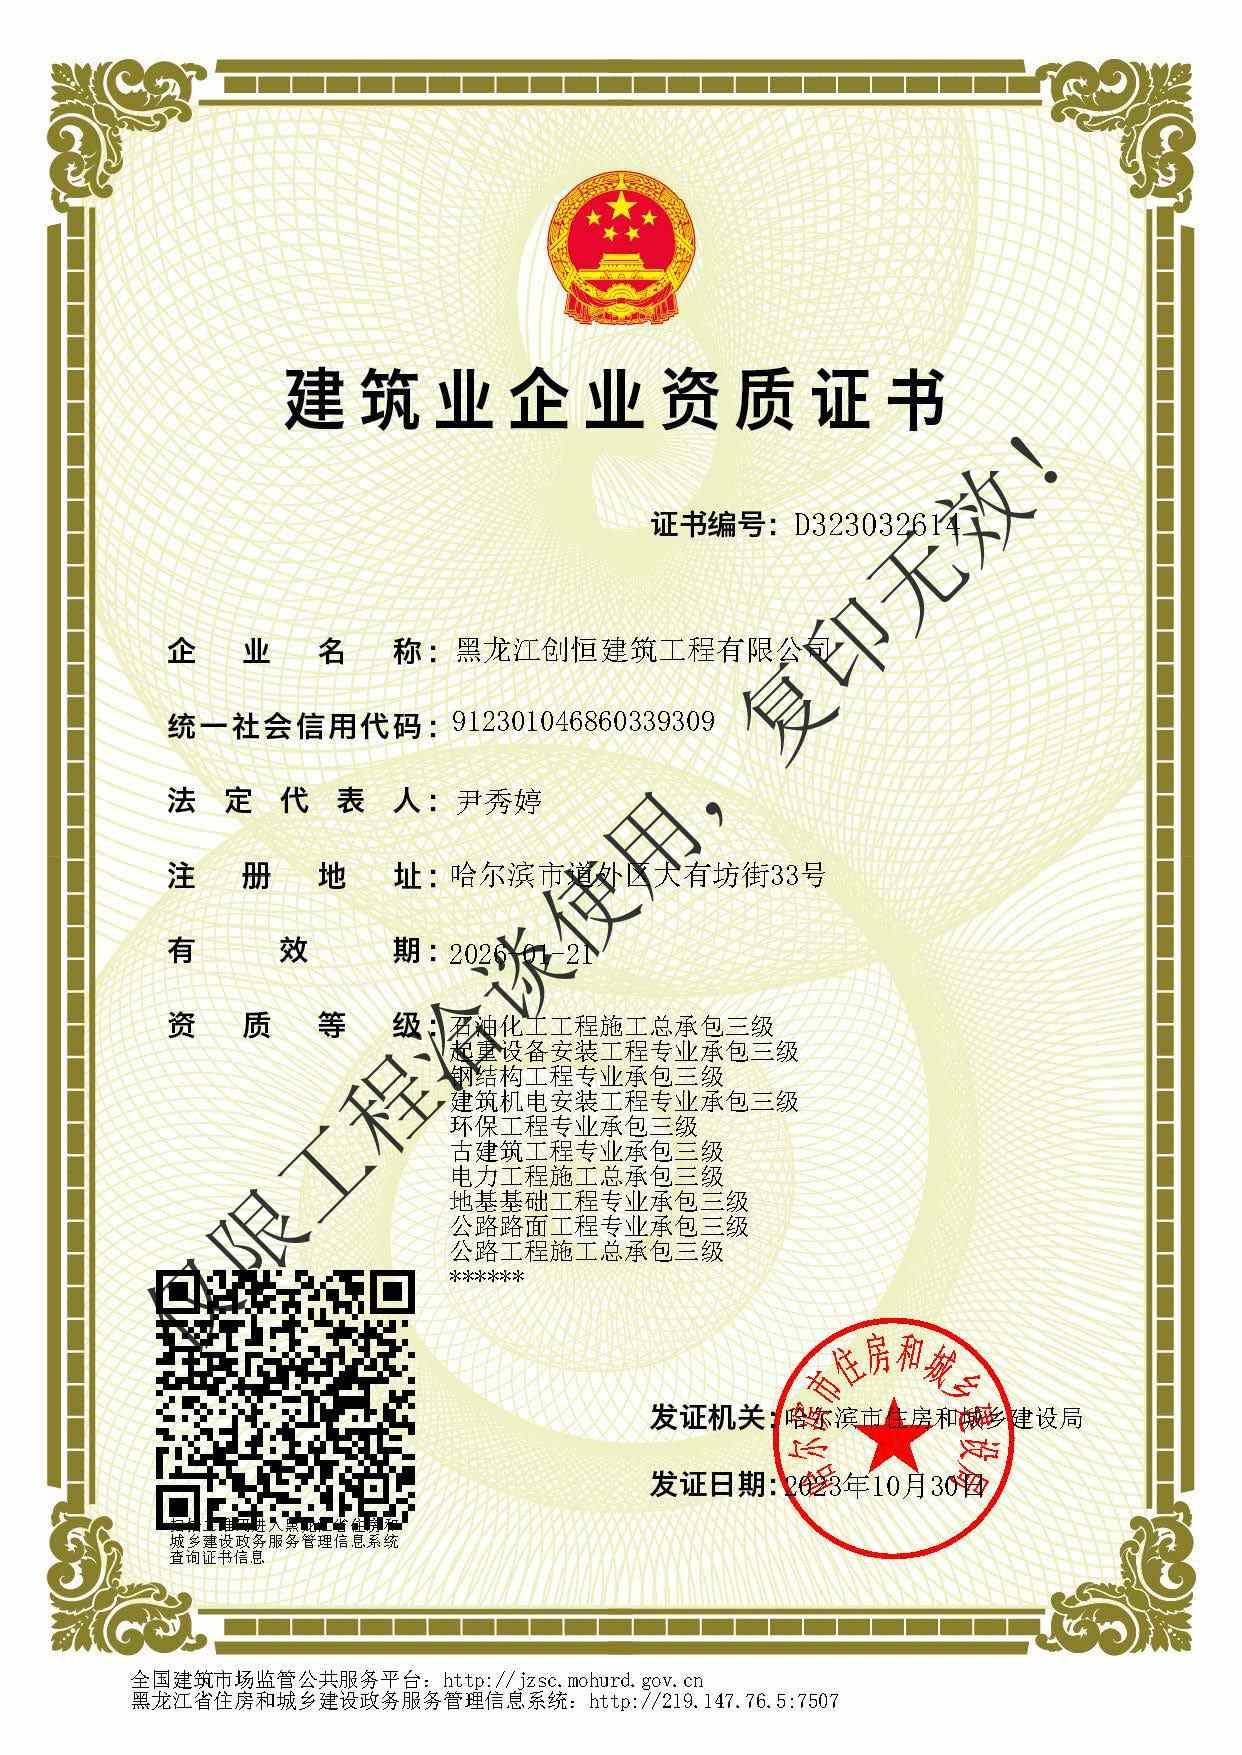 建筑业企业资质证书
证书编号：D323032614
企业名称：黑龙江创恒建筑工程有限公司
统一社会信用代码：912301046860339309
法定代表人：尹秀婷
注册地址：哈尔滨市道外区大有坊街33号
有效期：2026-01-21
资质等级：石油化工工程施工总承包三级
起重设备安装工程专业承包三级
钢结构工程专业承包三级
建筑机电安装工程专业承包三级
环保工程专业承包三级
古建筑工程专业承包三级
电力工程施工总承包三级
地基基础工程专业承包三级
公路路面工程专业承包三级
公路工程施工总承包三级
******
仅限工程洽谈使用，复印无效！
发证机关：哈尔滨市住房和城乡建设局
发证日期：2023年10月30日
哈尔滨市住房和城乡建设局
扫描二维码进入黑龙江省住房和
城乡建设政务服务管理信息系统
查询证书信息
全国建筑市场监管公共服务平台：http://jzsc.mohurd.gov.cn
黑龙江省住房和城乡建设政务服务管理信息系统：http://219.147.76.5:7507